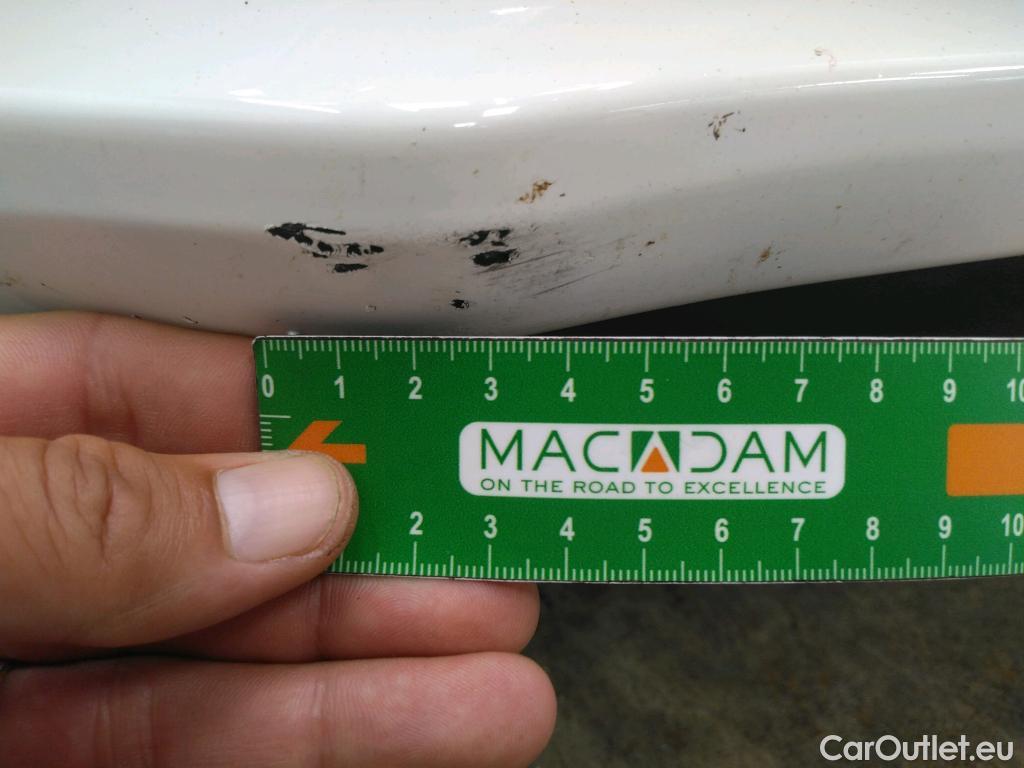 0 1 2 3 4 5 6 7 8 9 10
MACADAM
ON THE ROAD TO EXCELLENCE
2 3 4 5 6 7 8 9 10
CarOutlet.eu